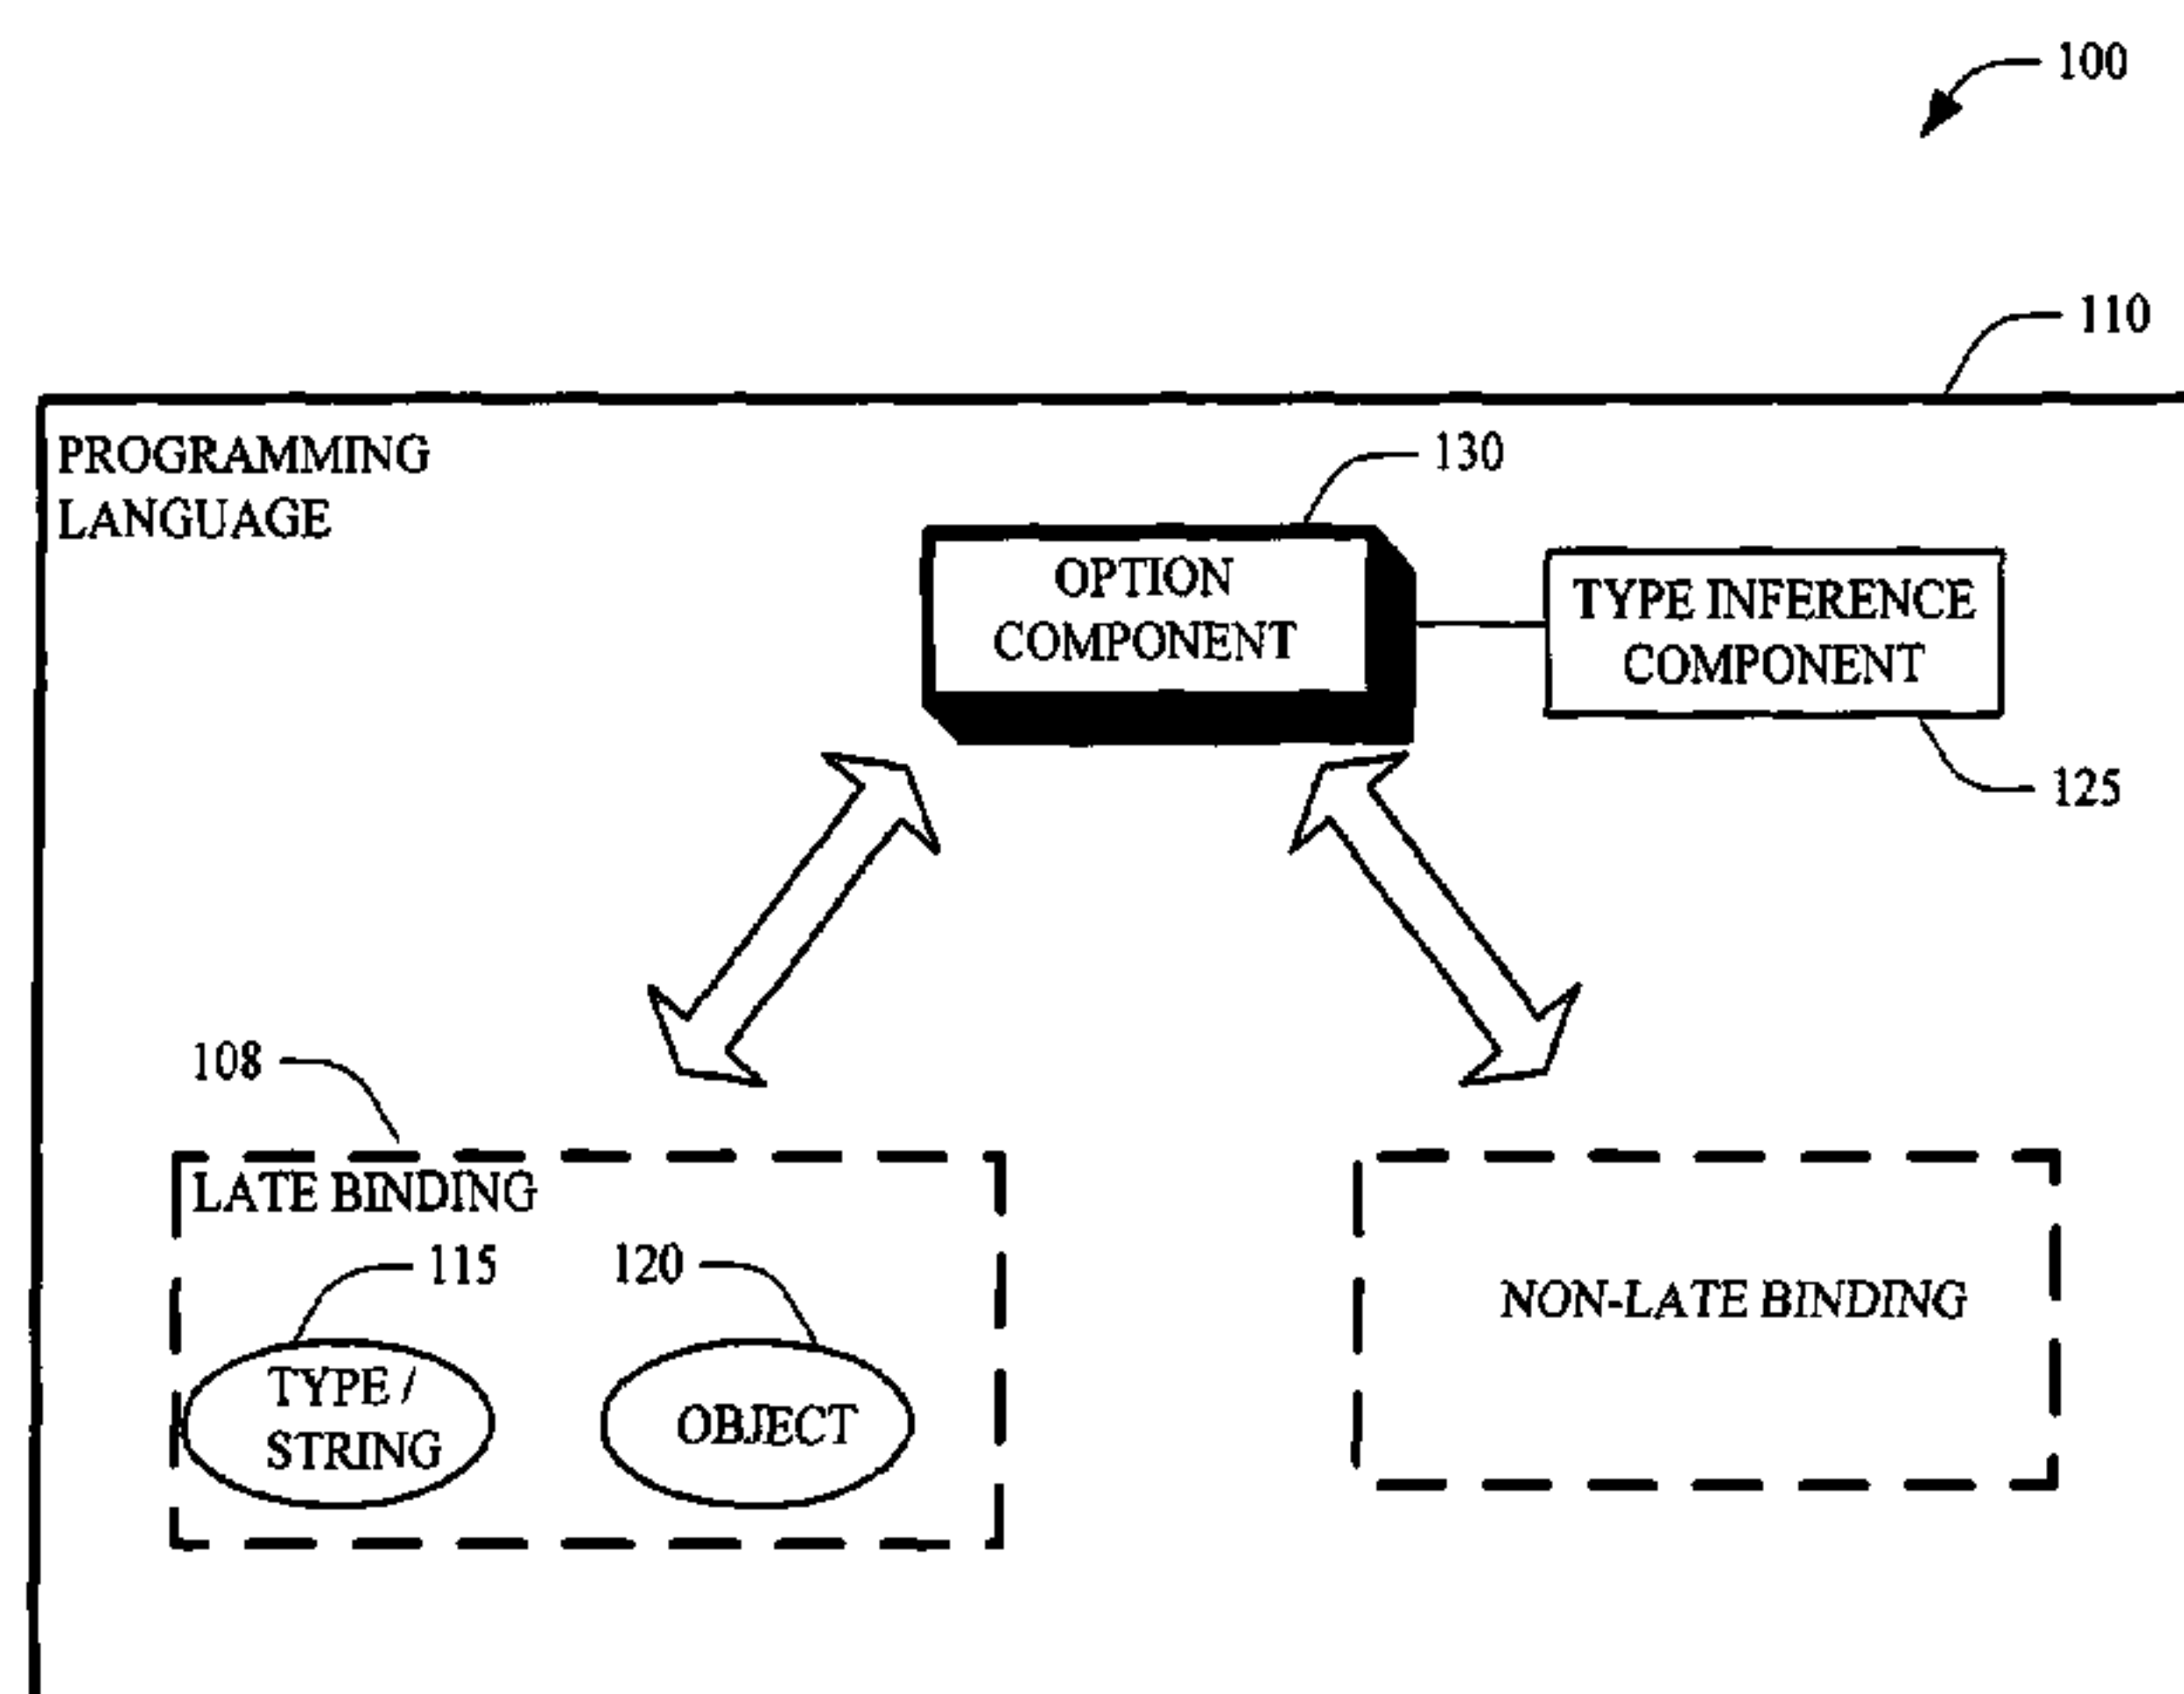 100
110
PROGRAMMING
LANGUAGE
130
OPTION
COMPONENT
TYPE INFERENCE
COMPONENT
125
108
LATE BINDING
115
120
TYPE /
STRING
OBJECT
NON-LATE BINDING